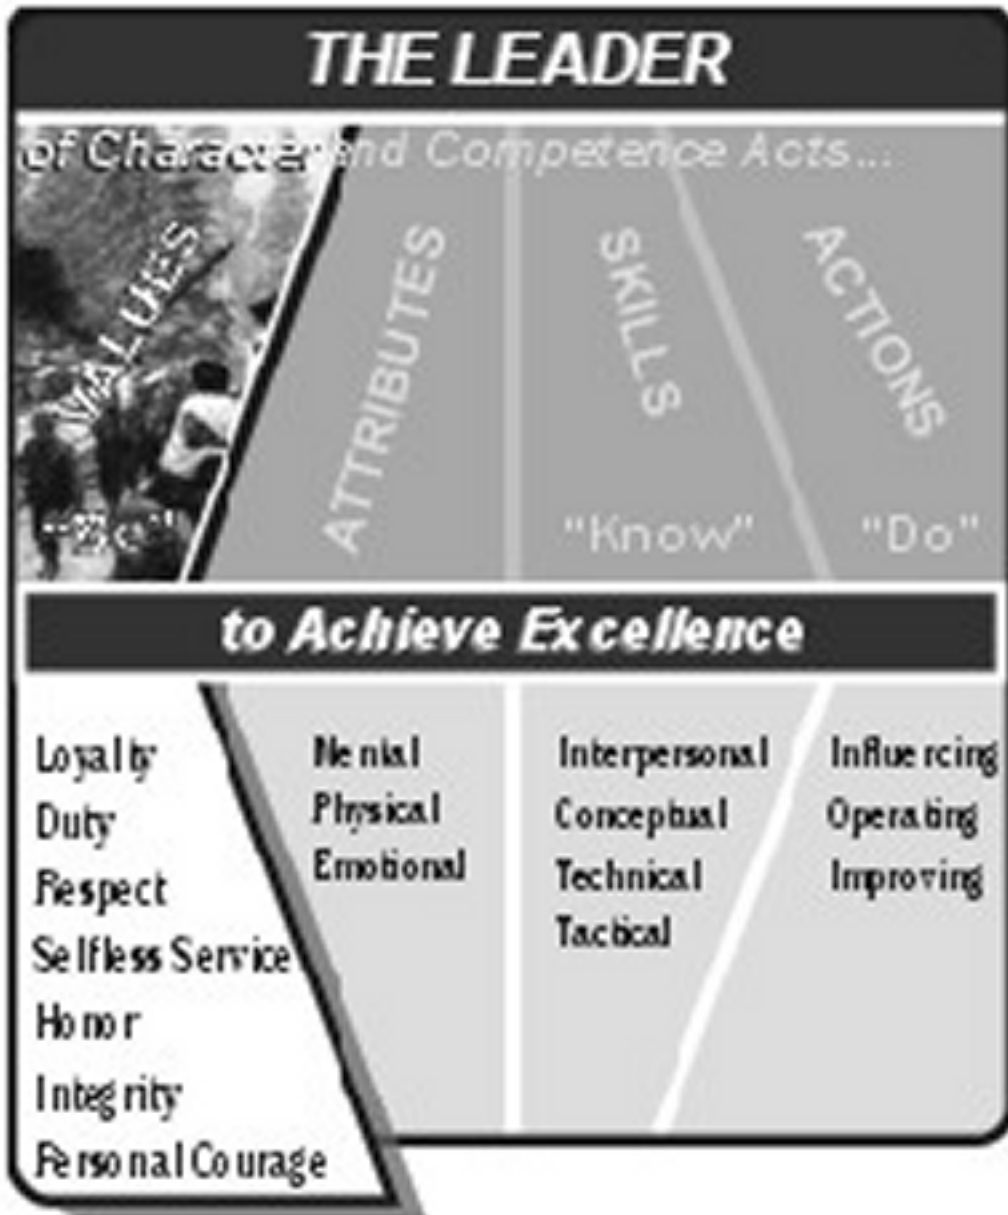 THE LEADER
of Character and Competence Acts...
VALUES
ATTRIBUTES
SKILLS
ACTIONS
"Be"
"Know"
"Do"
to Achieve Excellence
Loyalty
Duty
Respect
Selfless Service
Honor
Integrity
Personal Courage
Mental
Physical
Emotional
Interpersonal
Conceptual
Technical
Tactical
Influencing
Operating
Improving